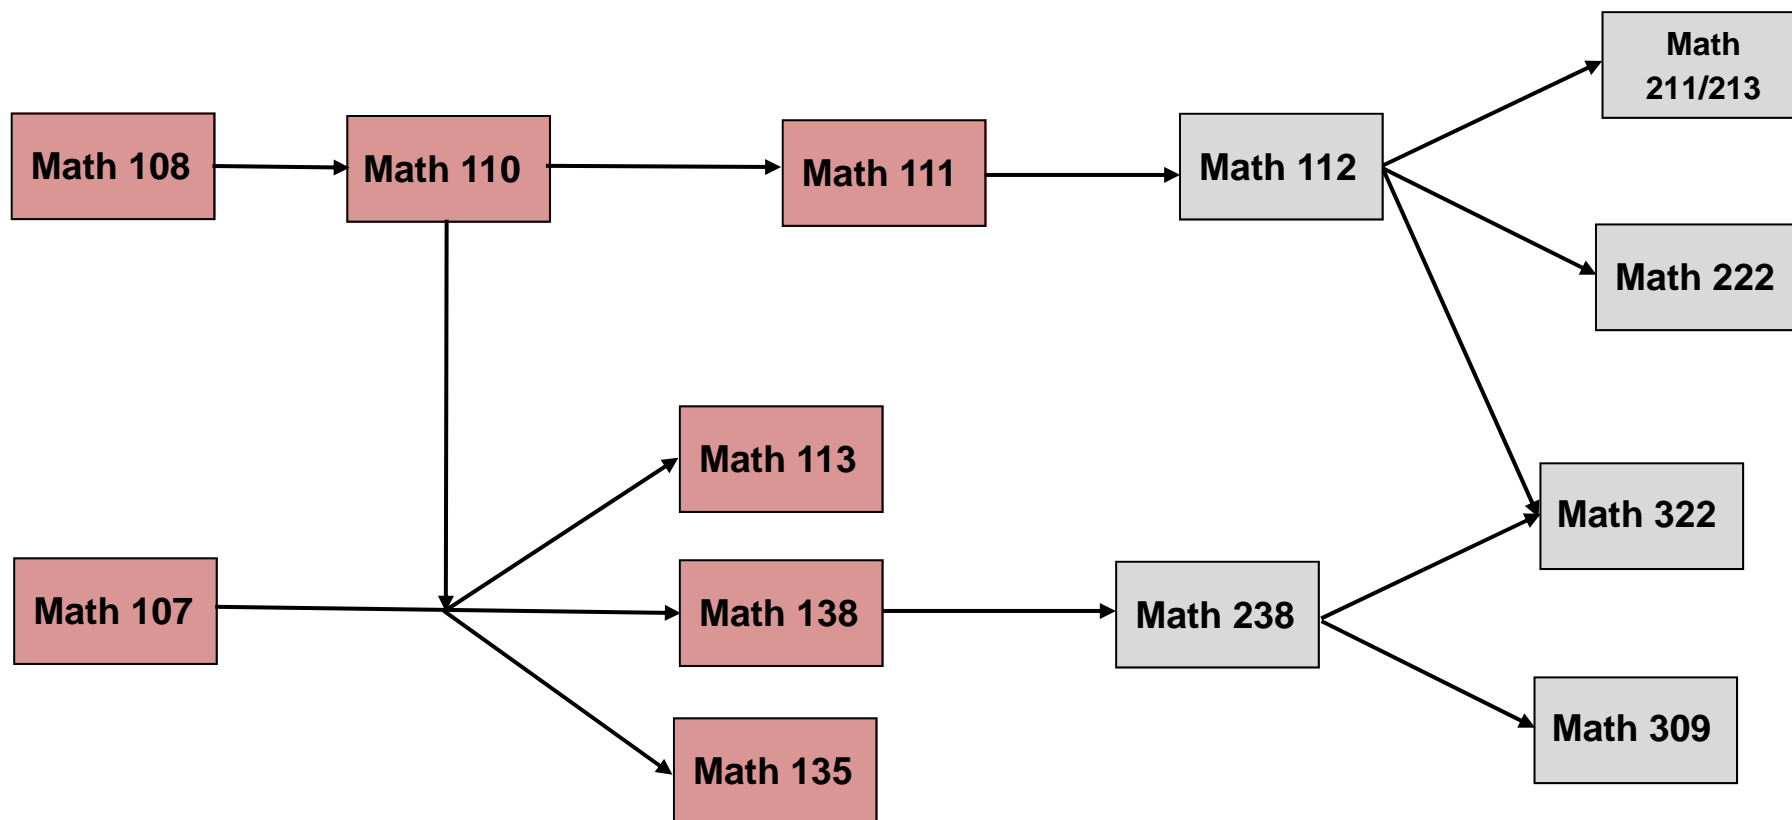 Math
211/213
Math 108
Math 110
Math 111
Math 112
Math 222
Math 113
Math 322
Math 107
Math 138
Math 238
Math 309
Math 135